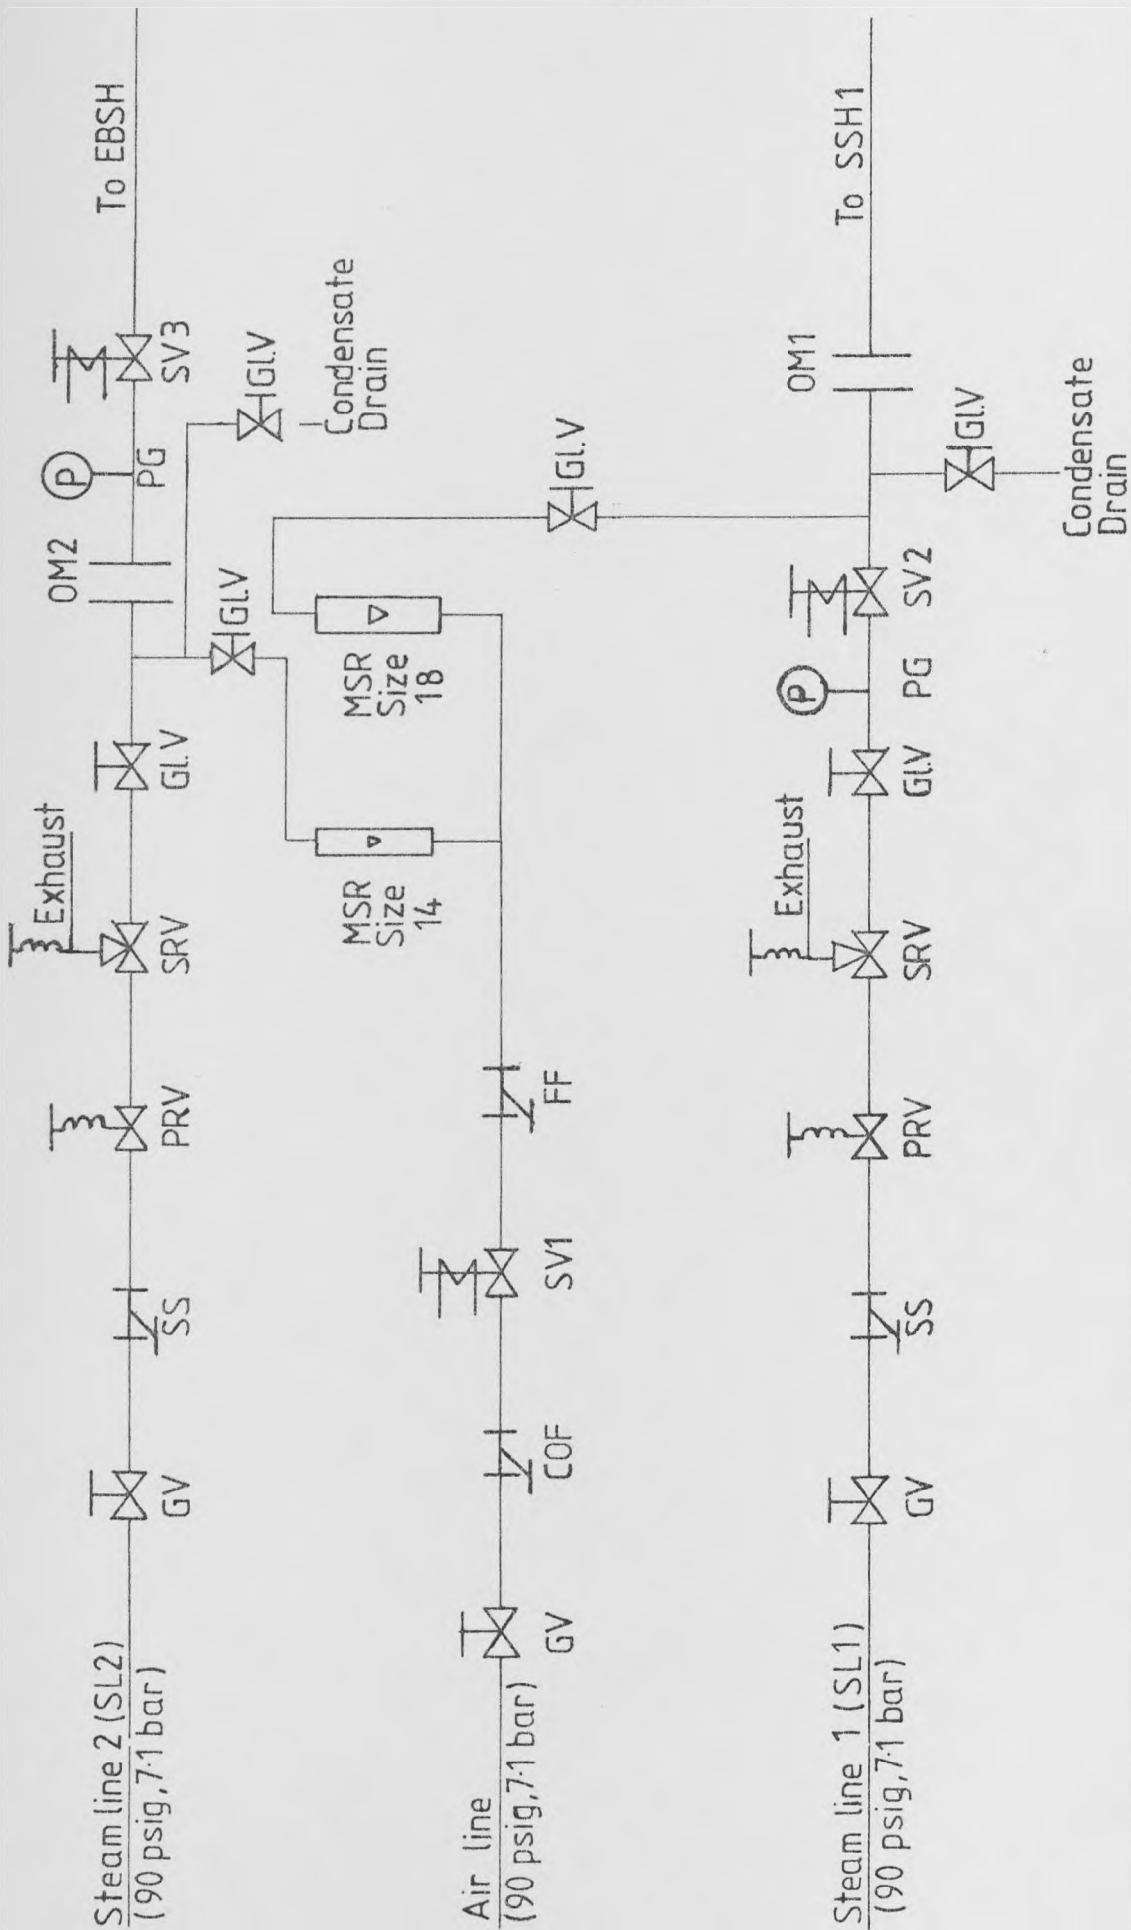 Steam line 2 (SL2)
(90 psig, 7·1 bar)
GV
SS
PRV
SRV
Exhaust
Gl.V
OM2
PG
P
SV3
To EBSH
Gl.V
Gl.V
Condensate
Drain
Air line
(90 psig, 7·1 bar)
GV
COF
SV1
FF
MSR
Size
14
MSR
Size
18
Gl.V
Steam line 1 (SL1)
(90 psig, 7·1 bar)
GV
SS
PRV
SRV
Exhaust
Gl.V
P
PG
SV2
Gl.V
Condensate
Drain
OM1
To SSH1